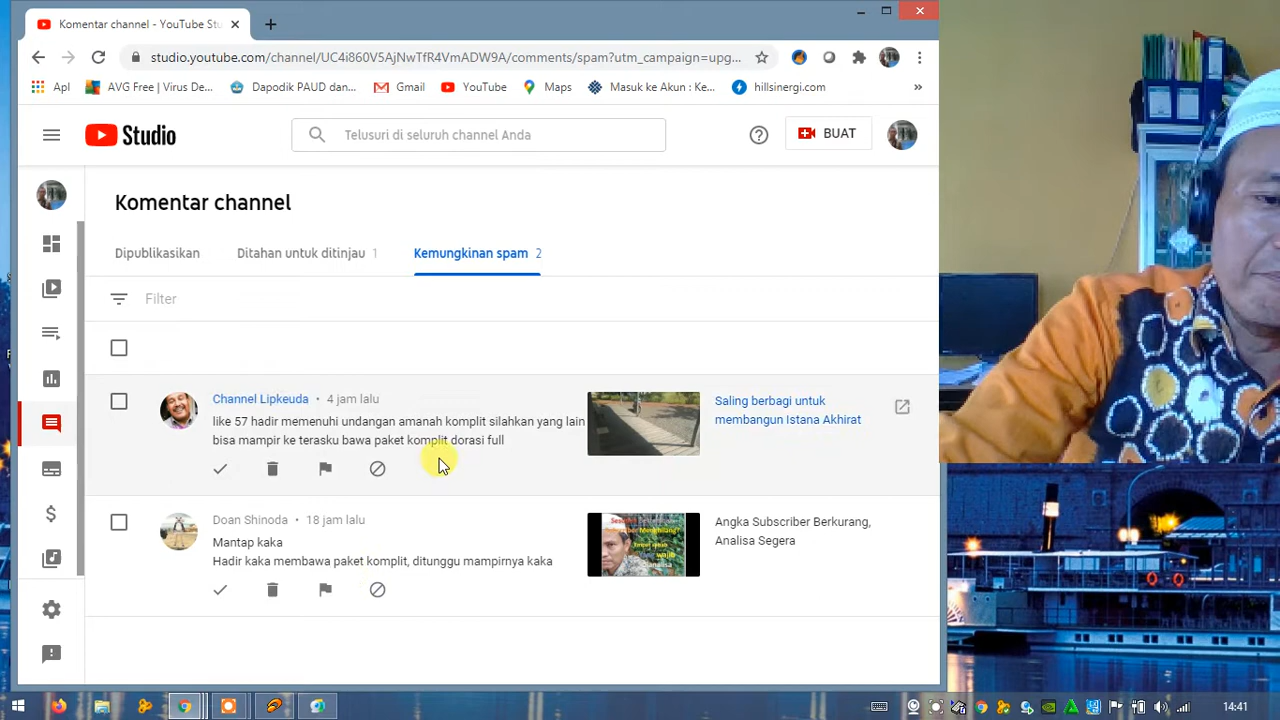 Komentar channel - YouTube Stu
studio.youtube.com/channel/UC4i860V5AjNwTfR4VmADW9A/comments/spam?utm_campaign=upg...
Apl
AVG Free | Virus De...
Dapodik PAUD dan...
Gmail
YouTube
Maps
Masuk ke Akun : Ke...
hillsinergi.com
»
Studio
Telusuri di seluruh channel Anda
BUAT
Komentar channel
Dipublikasikan
Ditahan untuk ditinjau 1
Kemungkinan spam 2
Filter
Channel Lipkeuda • 4 jam lalu
like 57 hadir memenuhi undangan amanah komplit silahkan yang lain
bisa mampir ke terasku bawa paket komplit dorasi full
Saling berbagi untuk
membangun Istana Akhirat
Doan Shinoda • 18 jam lalu
Mantap kaka
Hadir kaka membawa paket komplit, ditunggu mampirnya kaka
Angka Subscriber Berkurang,
Analisa Segera
14:41